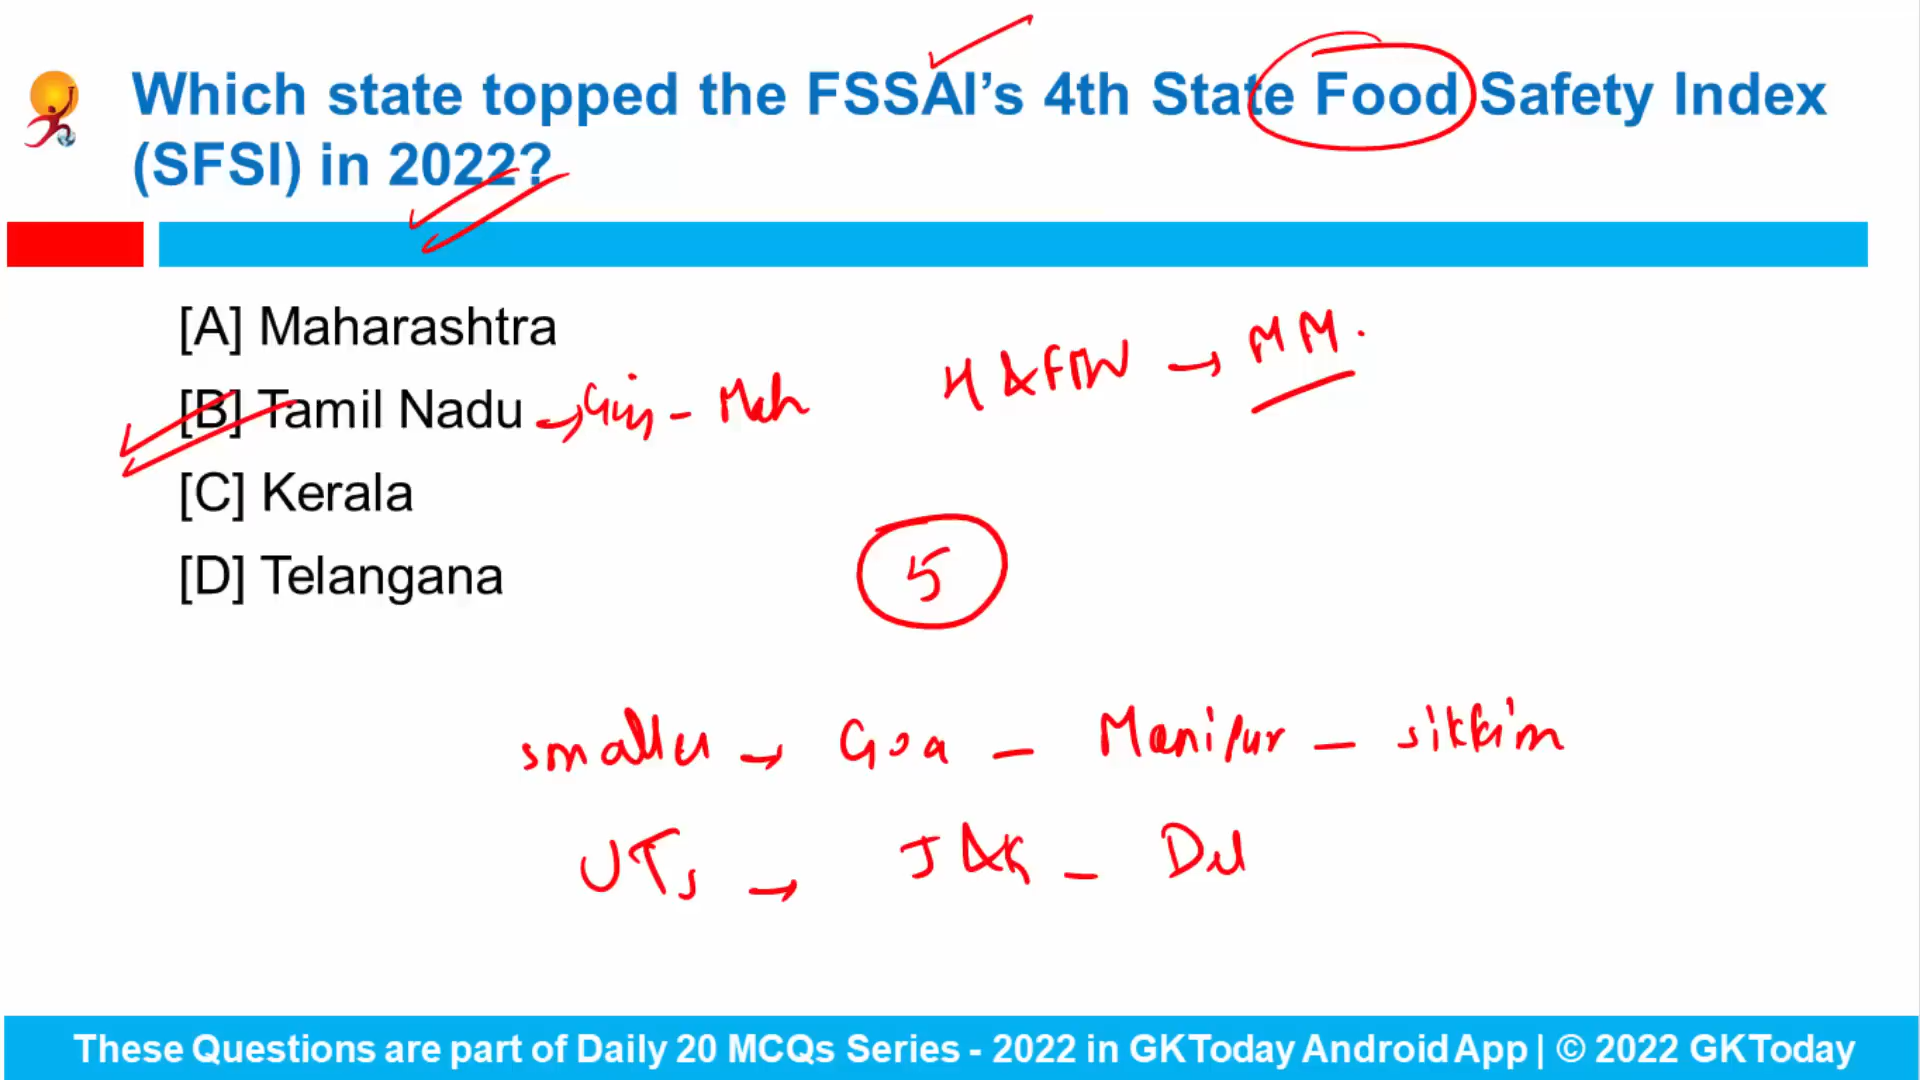 Which state topped the FSSAI’s 4th State Food Safety Index
(SFSI) in 2022?
[A] Maharashtra
[B] Tamil Nadu → Guj - Mah
H & FW → MM.
[C] Kerala
[D] Telangana
5
smaller → Goa - Manipur - sikkim
UTs → J&K - Del
These Questions are part of Daily 20 MCQs Series - 2022 in GKToday Android App | © 2022 GKToday